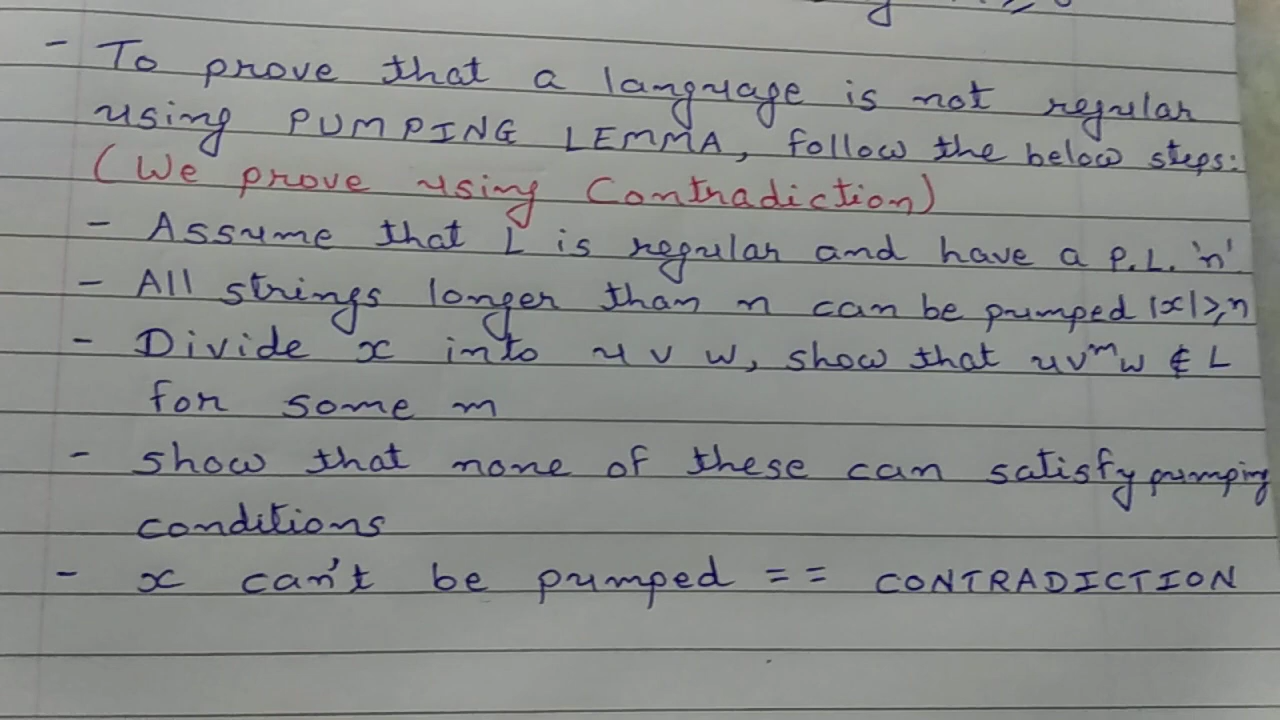 - To prove that a language is not regular
using PUMPING LEMMA, follow the below steps:
(We prove using Contradiction)
- Assume that L is regular and have a P.L. 'n'
- All strings longer than n can be pumped |x|>,n
- Divide x into u v w, show that uvᵐw ∉ L
for some m
- show that none of these can satisfy pumping
conditions
- x can't be pumped == CONTRADICTION